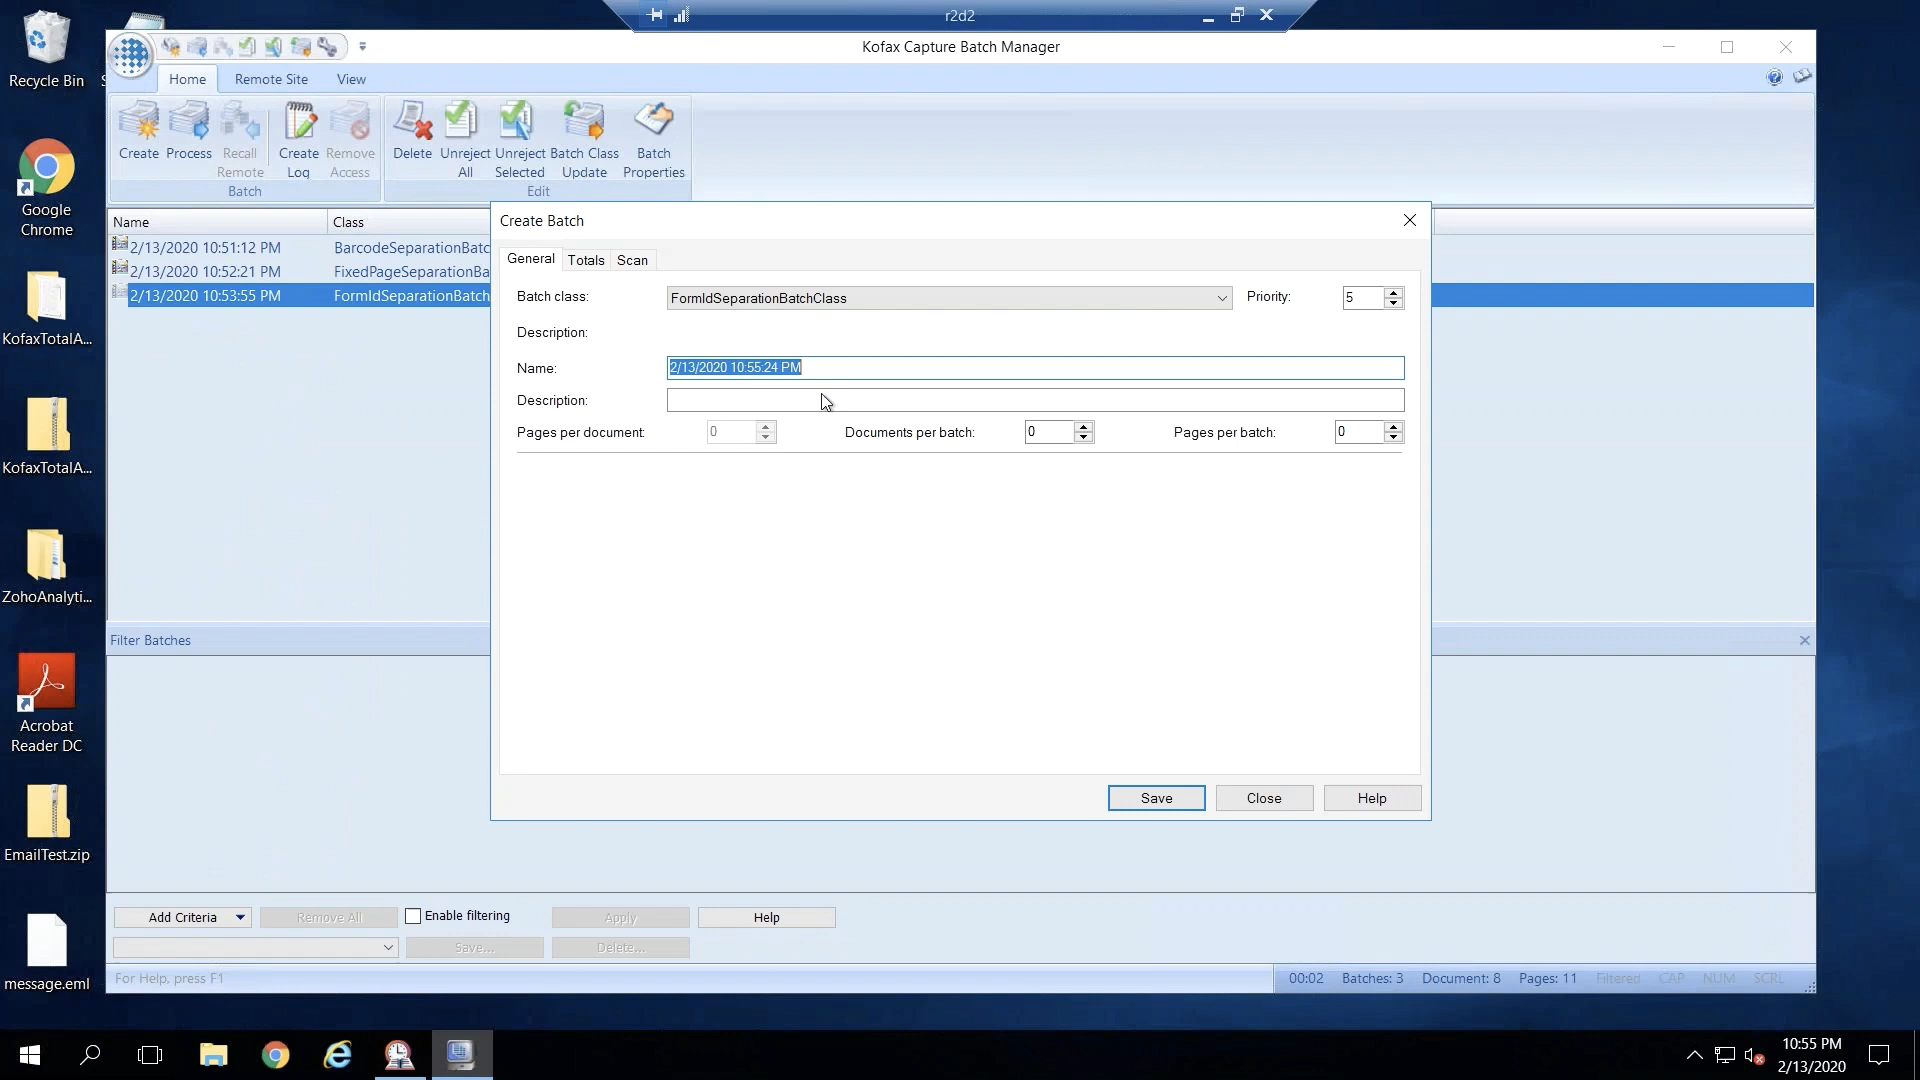 r2d2
Recycle Bin
Kofax Capture Batch Manager
Home
Remote Site
View
Create
Process
Recall
Remote
Create
Log
Remove
Access
Batch
Delete
Unreject
All
Unreject
Selected
Batch Class
Update
Batch
Properties
Edit
Google
Chrome
Name
Class
2/13/2020 10:51:12 PM
BarcodeSeparationBatc
2/13/2020 10:52:21 PM
FixedPageSeparationBa
2/13/2020 10:53:55 PM
FormIdSeparationBatch
Create Batch
General
Totals
Scan
Batch class:
FormIdSeparationBatchClass
Priority:
5
Description:
Name:
2/13/2020 10:55:24 PM
Description:
Pages per document:
0
Documents per batch:
0
Pages per batch:
0
Save
Close
Help
KofaxTotalA...
KofaxTotalA...
ZohoAnalyti...
Acrobat
Reader DC
EmailTest.zip
message.eml
Filter Batches
Add Criteria
Remove All
Enable filtering
Apply
Help
Save...
Delete...
For Help, press F1
00:02
Batches: 3
Document: 8
Pages: 11
Filtered
CAP
NUM
SCRL
10:55 PM
2/13/2020